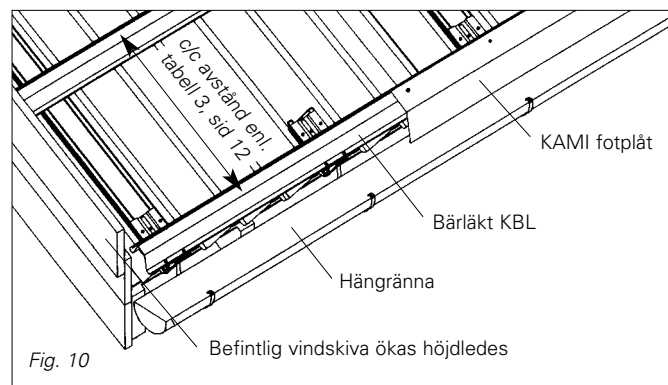 c/c avstånd enl.
tabell 3, sid 12
KAMI fotplåt
Bärläkt KBL
Hängränna
Befintlig vindskiva ökas höjdledes
Fig. 10